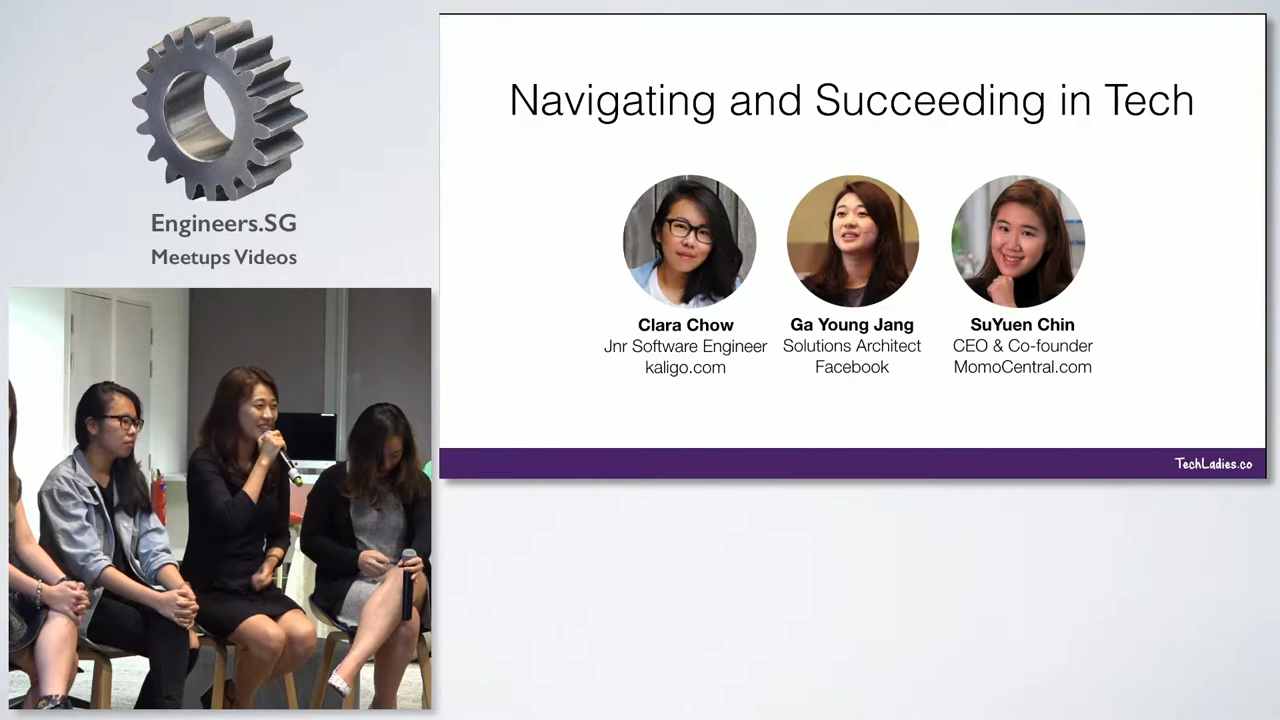 Engineers.SG
Meetups Videos
Navigating and Succeeding in Tech
Clara Chow
Jnr Software Engineer
kaligo.com
Ga Young Jang
Solutions Architect
Facebook
SuYuen Chin
CEO & Co-founder
MomoCentral.com
TechLadies.co